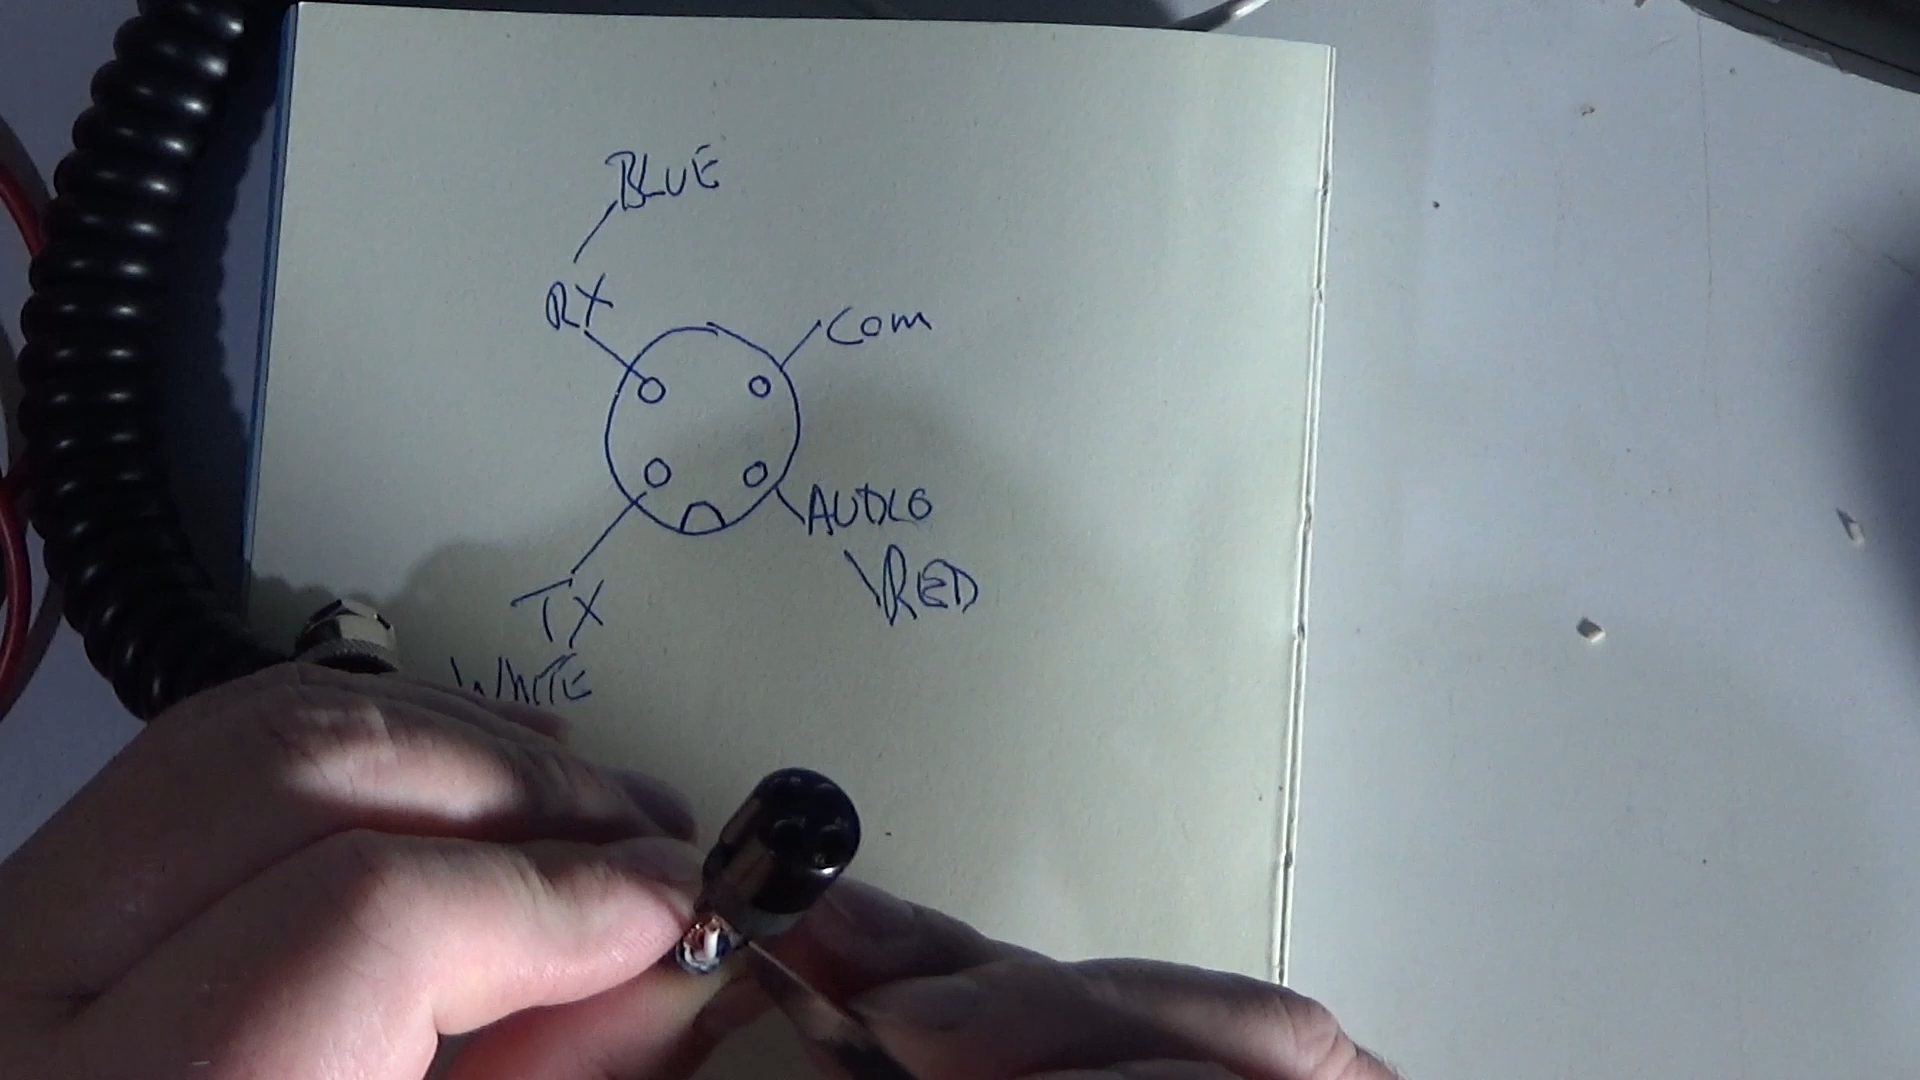 BLUE
RX
Com
AUDIO
RED
TX
WHITE